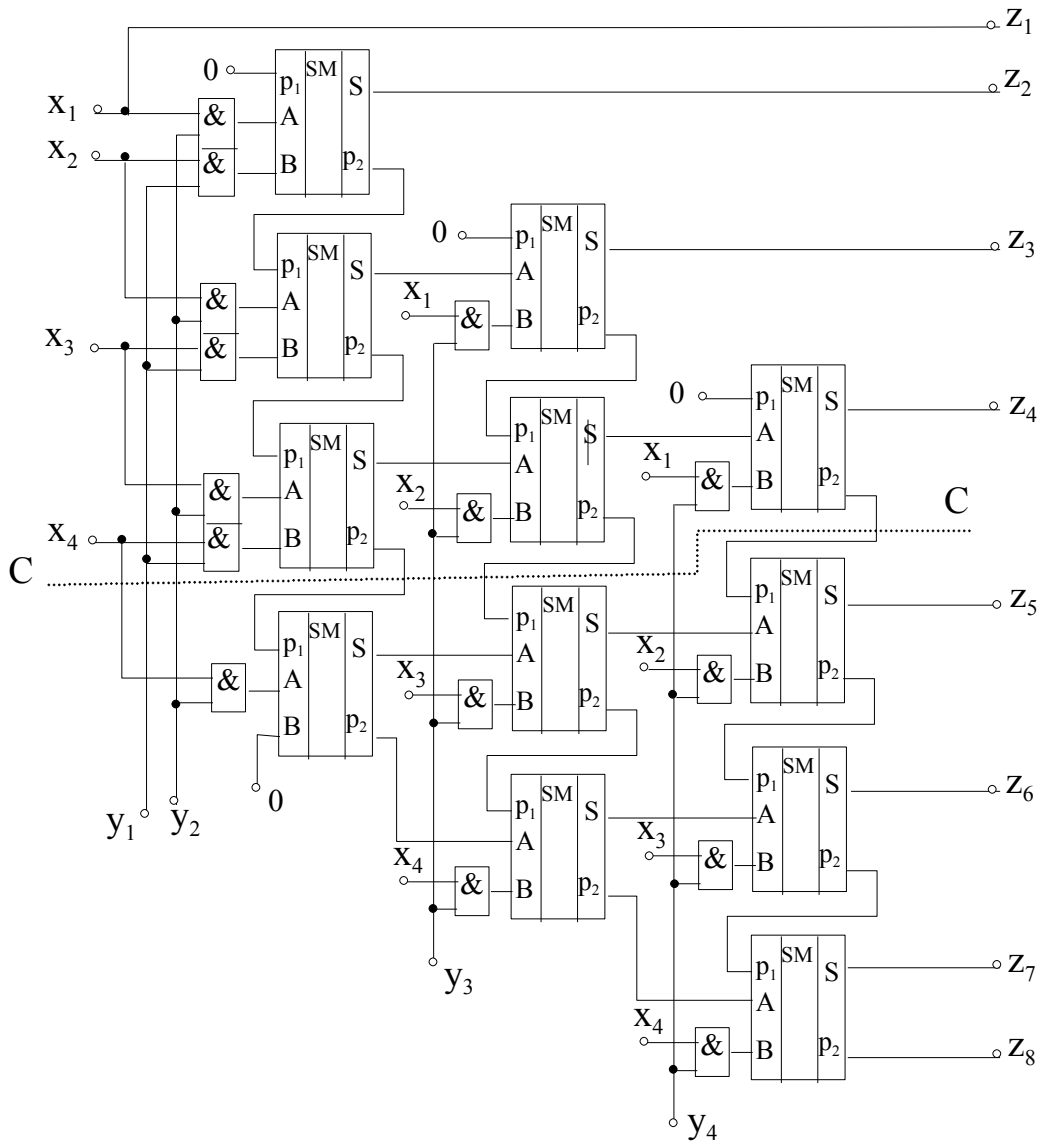 z1
0 p1 SM S z2
x1 & A
x2 & B p2
0 p1 SM S z3
p1 SM S A
x1
& A & B p2
x3 & B p2
0 p1 SM S z4
p1 SM S A
p1 SM S A x1
& A x2 & B p2
& B p2 & B p2
x4 C
C
p1 SM S z5
p1 SM S A
p1 SM S A x2
& A x3 & B p2
B p2 & B p2
0
p1 SM S z6
y1 y2 p1 SM S A
A x3
x4 & B p2
& B p2
y3 p1 SM S z7
A
x4
& B p2 z8
y4